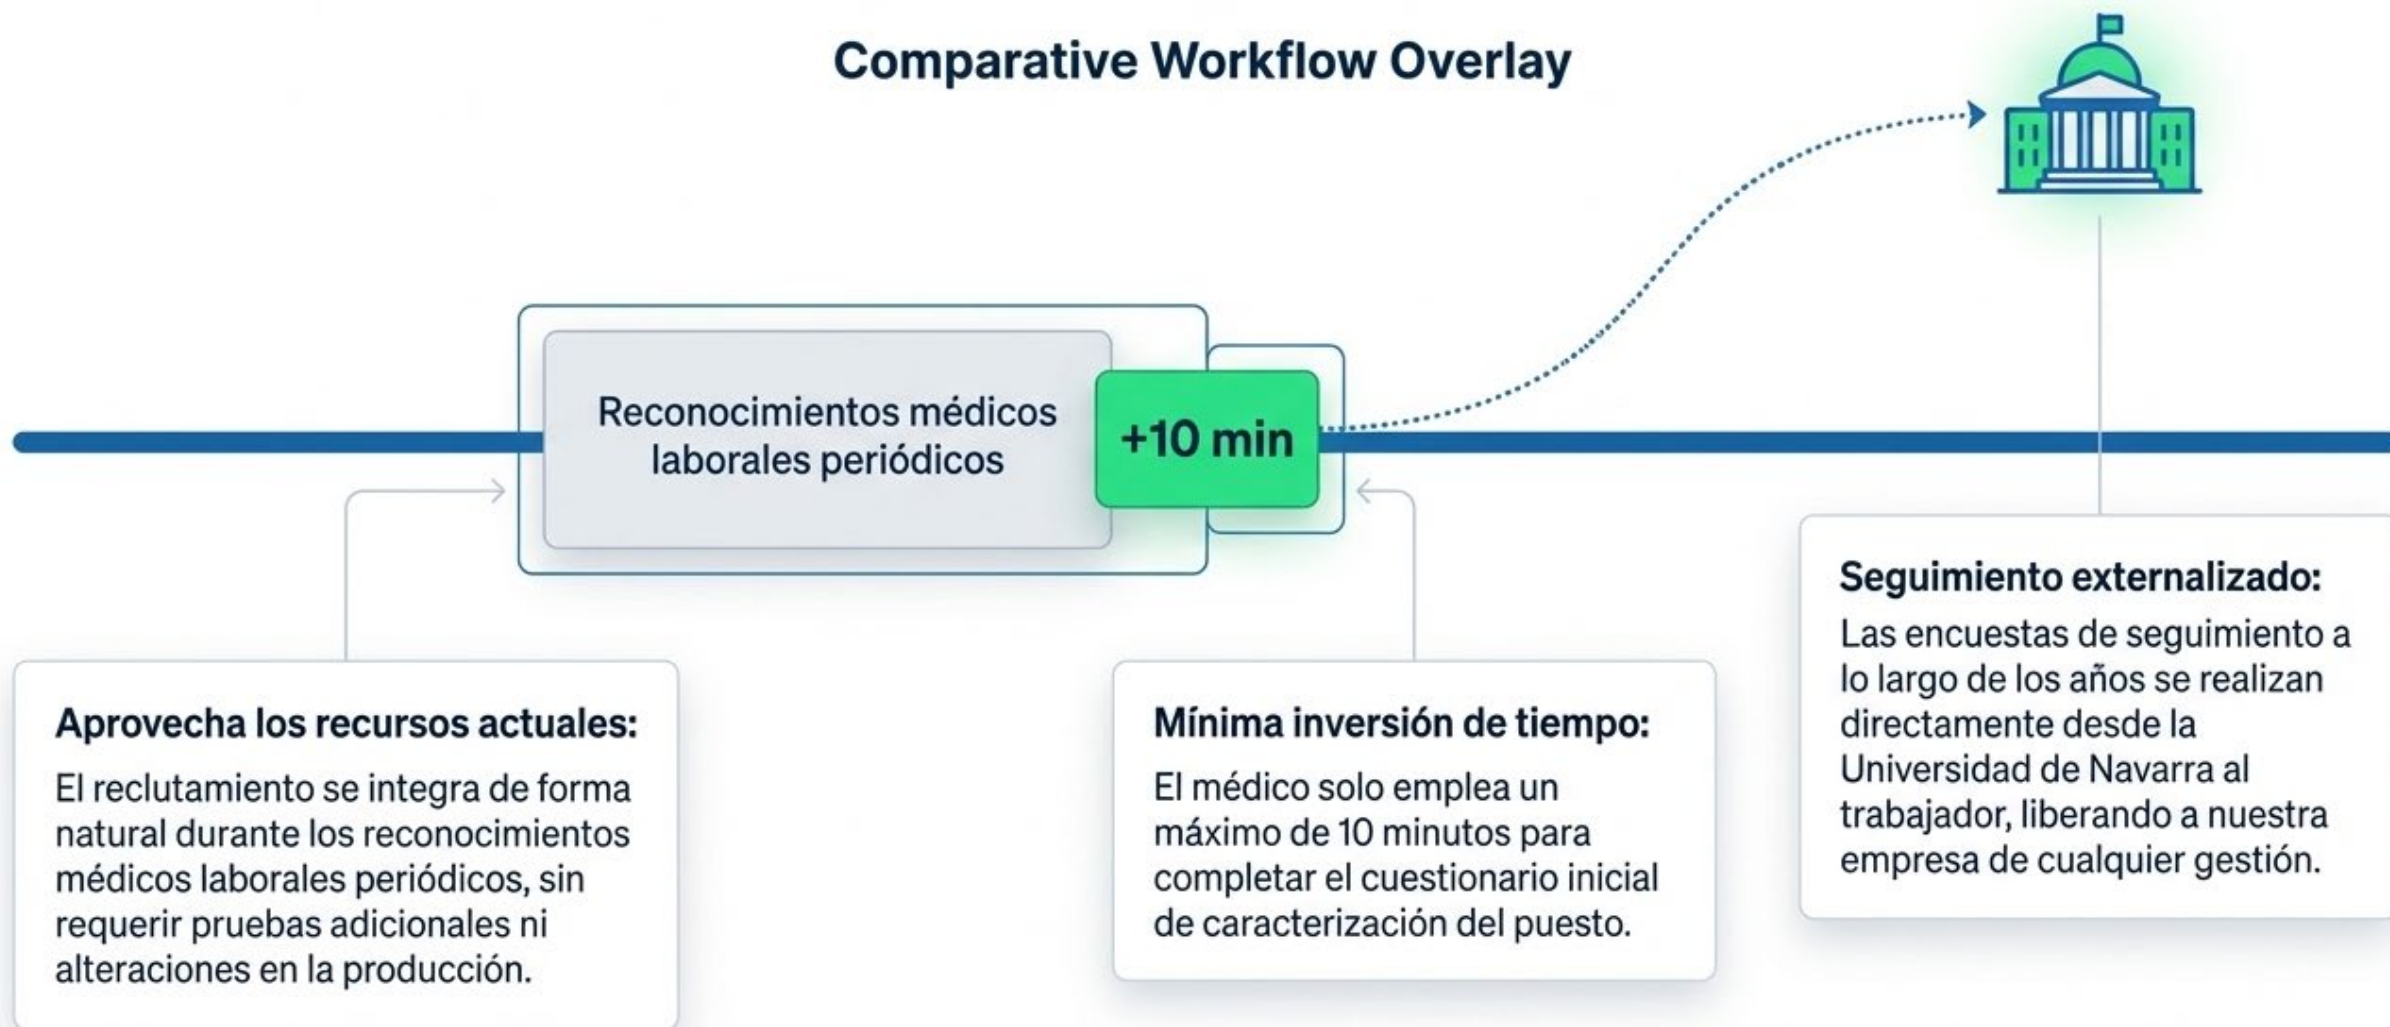 Comparative Workflow Overlay
Reconocimientos médicos
laborales periódicos
+10 min
Aprovecha los recursos actuales:
El reclutamiento se integra de forma
natural durante los reconocimientos
médicos laborales periódicos, sin
requerir pruebas adicionales ni
alteraciones en la producción.
Mínima inversión de tiempo:
El médico solo emplea un
máximo de 10 minutos para
completar el cuestionario inicial
de caracterización del puesto.
Seguimiento externalizado:
Las encuestas de seguimiento a
lo largo de los años se realizan
directamente desde la
Universidad de Navarra al
trabajador, liberando a nuestra
empresa de cualquier gestión.